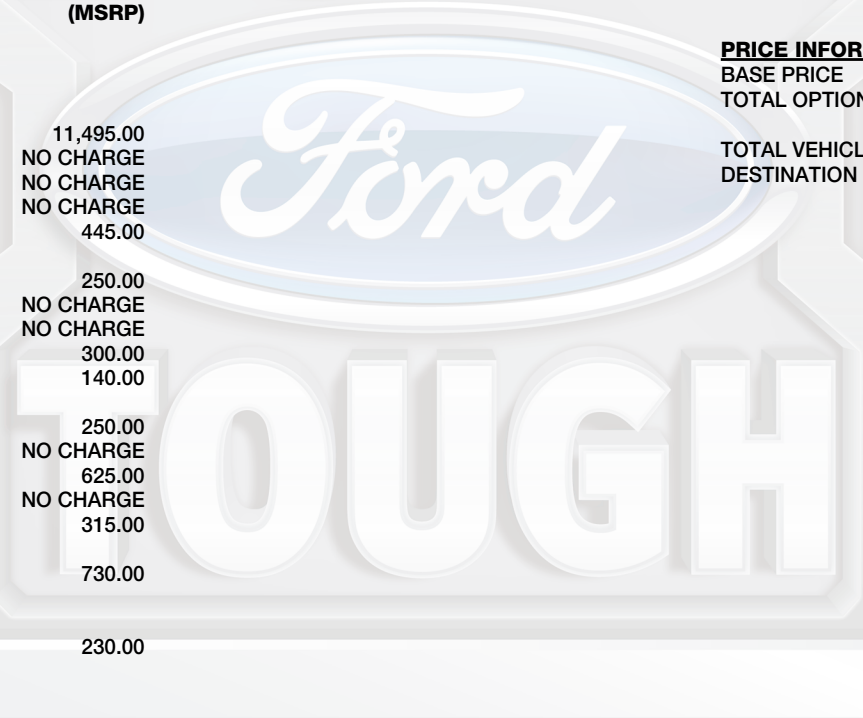 (MSRP)
11,495.00
NO CHARGE
NO CHARGE
NO CHARGE
445.00
250.00
NO CHARGE
NO CHARGE
300.00
140.00
250.00
NO CHARGE
625.00
NO CHARGE
315.00
730.00
230.00
PRICE INFOR
BASE PRICE
TOTAL OPTION
TOTAL VEHICL
DESTINATION
Ford
TOUGH